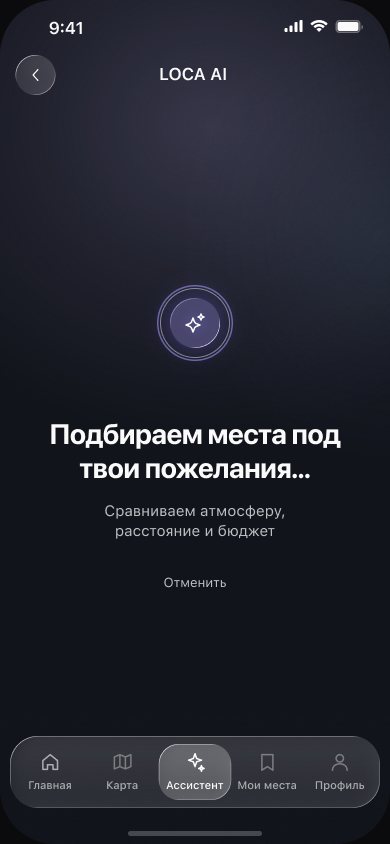 9:41
LOCA AI
Подбираем места под
твои пожелания...
Сравниваем атмосферу,
расстояние и бюджет
Отменить
Главная
Карта
Ассистент
Мои места
Профиль